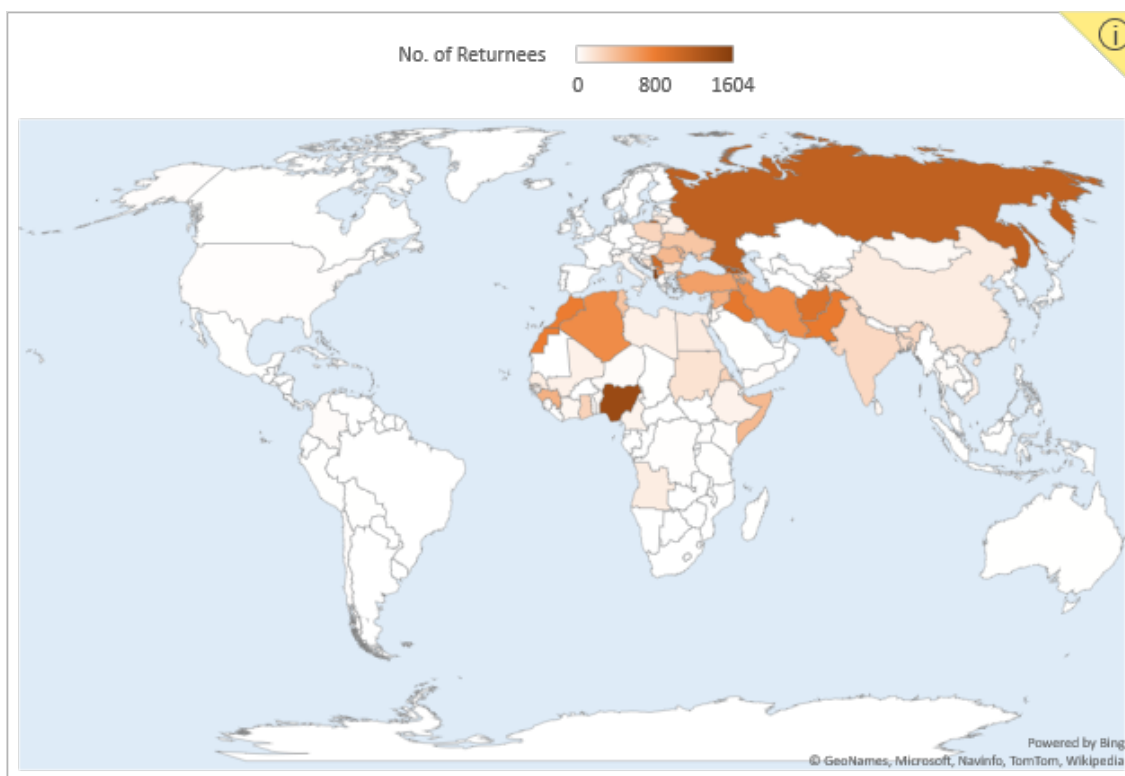 No. of Returnees
0 800 1604
i
Powered by Bing
© GeoNames, Microsoft, Navinfo, TomTom, Wikipedia